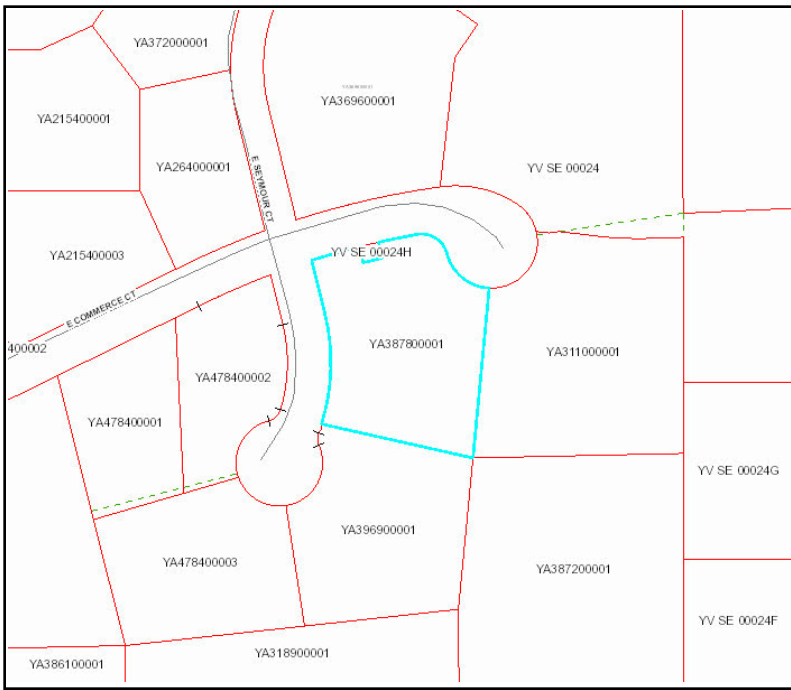 YA372000001
YA369600001
YA215400001
YA264000001
YV SE 00024
E SEYMOUR CT
YA215400003
YV SE 00024H
E COMMERCE CT
400002
YA387800001
YA311000001
YA478400002
YA478400001
YV SE 00024G
YA396900001
YA478400003
YA387200001
YV SE 00024F
YA318900001
YA386100001